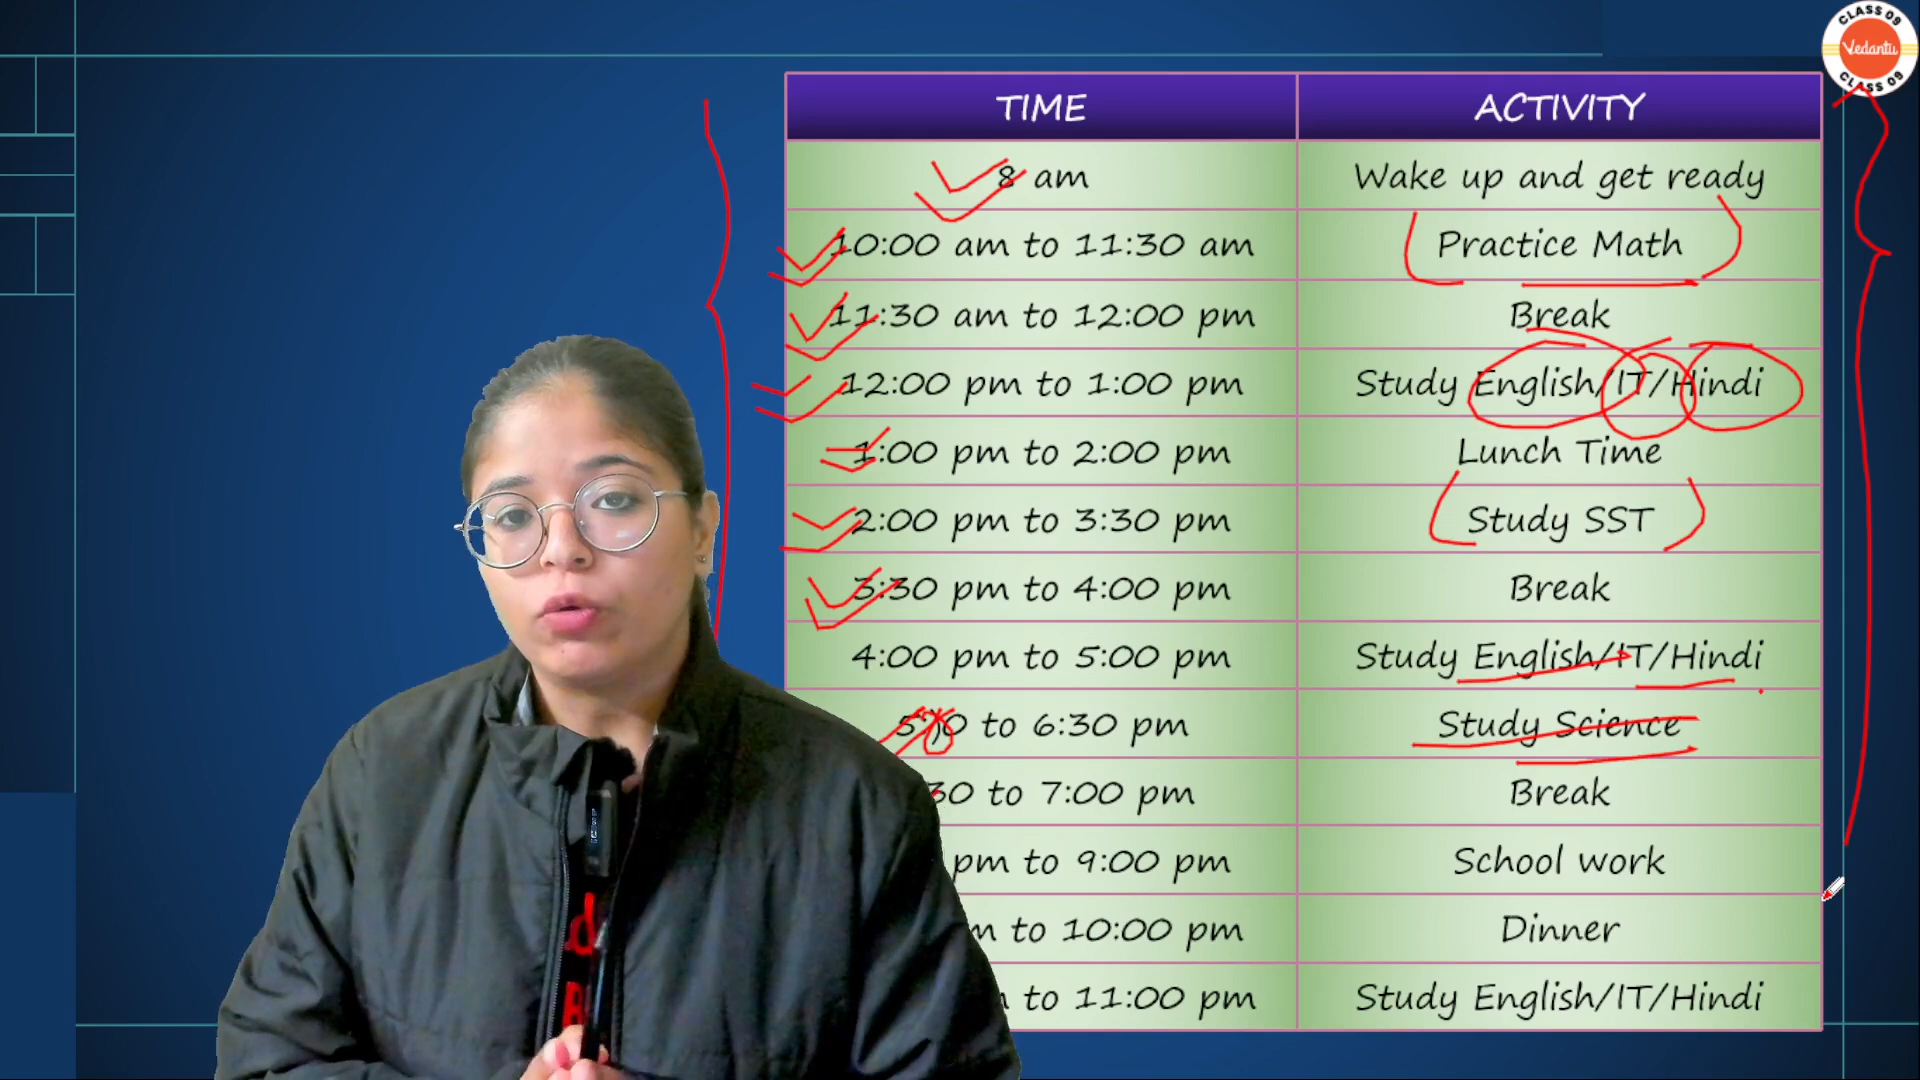 CLASS 09
Vedantu
CLASS 09
TIME ACTIVITY
8 am Wake up and get ready
10:00 am to 11:30 am Practice Math
11:30 am to 12:00 pm Break
12:00 pm to 1:00 pm Study English/IT/Hindi
1:00 pm to 2:00 pm Lunch Time
2:00 pm to 3:30 pm Study SST
3:30 pm to 4:00 pm Break
4:00 pm to 5:00 pm Study English/IT/Hindi
to 6:30 pm Study Science
30 to 7:00 pm Break
pm to 9:00 pm School work
to 10:00 pm Dinner
to 11:00 pm Study English/IT/Hindi